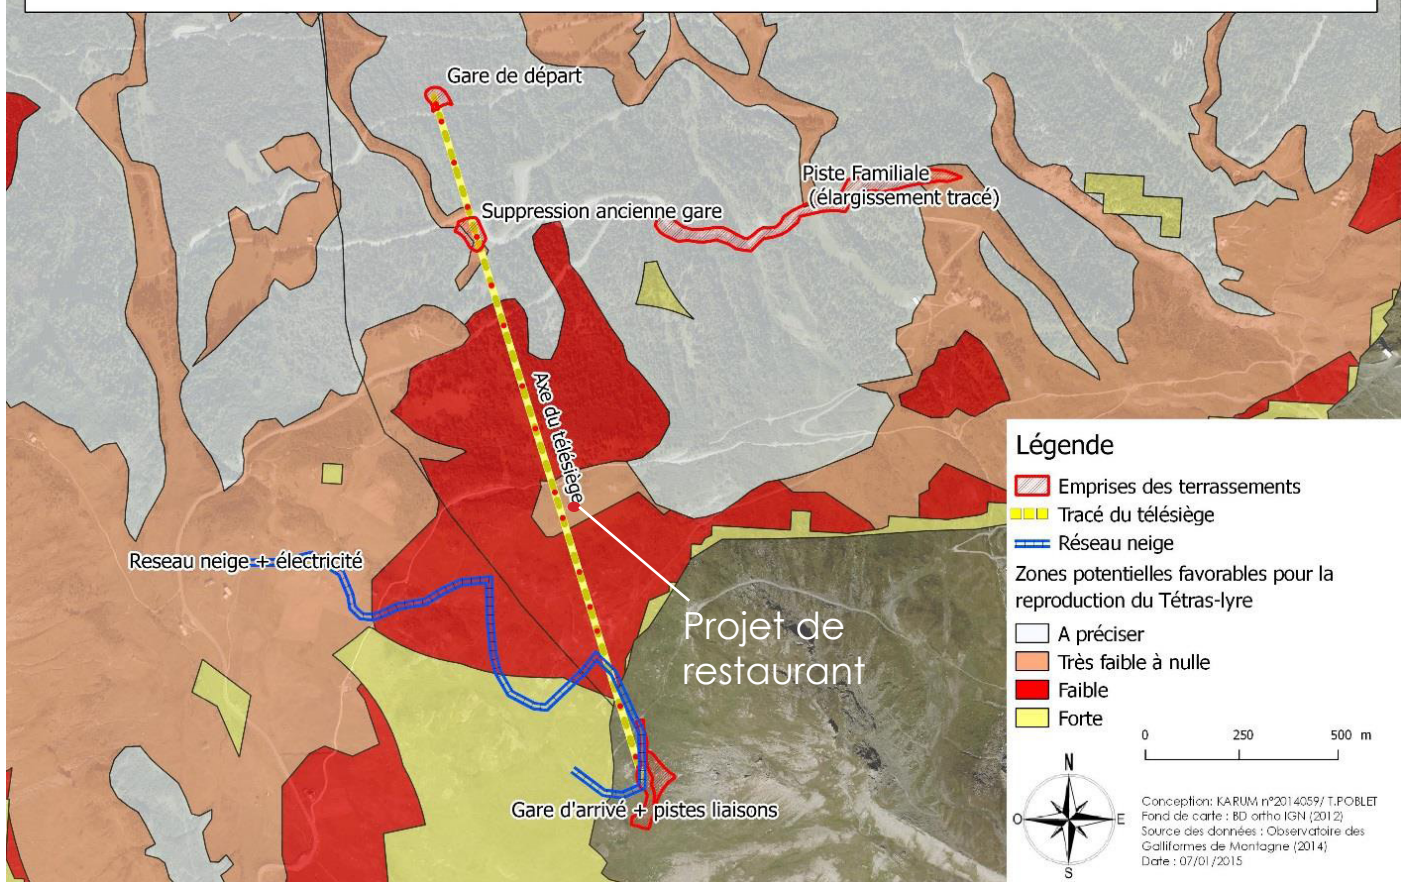 Gare de départ
Piste Familiale
(élargissement tracé)
Suppression ancienne gare
Axe du télésiège
Reseau neige + électricité
Projet de
restaurant
Gare d'arrivé + pistes liaisons
Légende
Emprises des terrassements
Tracé du télésiège
Réseau neige
Zones potentielles favorables pour la
reproduction du Tétras-lyre
A préciser
Très faible à nulle
Faible
Forte
0 250 500 m
N
O E
S
Conception: KARUM n°2014059/ T.POBLET
Fond de carte : BD ortho IGN (2012)
Source des données : Observatoire des
Galliformes de Montagne (2014)
Date : 07/01/2015